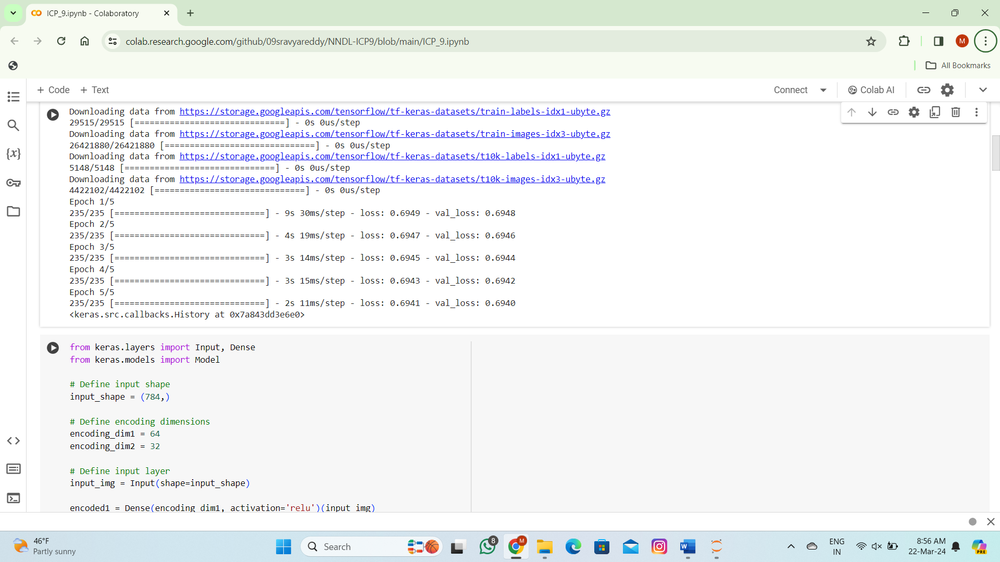 ICP_9.ipynb - Colaboratory
colab.research.google.com/github/09sravyareddy/NNDL-ICP9/blob/main/ICP_9.ipynb
M
All Bookmarks
+ Code + Text
Connect
Colab AI
Downloading data from https://storage.googleapis.com/tensorflow/tf-keras-datasets/train-labels-idx1-ubyte.gz
29515/29515 [==============================] - 0s 0us/step
Downloading data from https://storage.googleapis.com/tensorflow/tf-keras-datasets/train-images-idx3-ubyte.gz
26421880/26421880 [==============================] - 0s 0us/step
Downloading data from https://storage.googleapis.com/tensorflow/tf-keras-datasets/t10k-labels-idx1-ubyte.gz
5148/5148 [==============================] - 0s 0us/step
Downloading data from https://storage.googleapis.com/tensorflow/tf-keras-datasets/t10k-images-idx3-ubyte.gz
4422102/4422102 [==============================] - 0s 0us/step
Epoch 1/5
235/235 [==============================] - 9s 30ms/step - loss: 0.6949 - val_loss: 0.6948
Epoch 2/5
235/235 [==============================] - 4s 19ms/step - loss: 0.6947 - val_loss: 0.6946
Epoch 3/5
235/235 [==============================] - 3s 14ms/step - loss: 0.6945 - val_loss: 0.6944
Epoch 4/5
235/235 [==============================] - 3s 15ms/step - loss: 0.6943 - val_loss: 0.6942
Epoch 5/5
235/235 [==============================] - 2s 11ms/step - loss: 0.6941 - val_loss: 0.6940
<keras.src.callbacks.History at 0x7a843dd3e6e0>
{x}
from keras.layers import Input, Dense
from keras.models import Model
# Define input shape
input_shape = (784,)
# Define encoding dimensions
encoding_dim1 = 64
encoding_dim2 = 32
# Define input layer
input_img = Input(shape=input_shape)
encoded1 = Dense(encoding_dim1, activation='relu')(input_img)
46°F
Partly sunny
Search
8
M
W
ENG
IN
8:56 AM
22-Mar-24
PRE